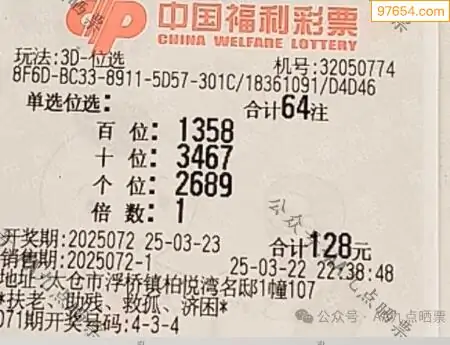 97654.com
中国福利彩票
CHINA WELFARE LOTTERY
玩法:3D-位选
机号:32050774
8F6D-BC33-8911-5D57-301C/18361091/D4D46
单选位选:
合计64注
百位:1358
十位:3467
个位:2689
倍数:1
开奖期:2025072 25-03-23
合计128元
销售期:2025072-1
25-03-22 22:38:48
地址:太仓市浮桥镇柏悦湾名邸1幢107
*扶老、助残、救孤、济困*
071期开奖号码:4-3-4
公众号
九点晒票